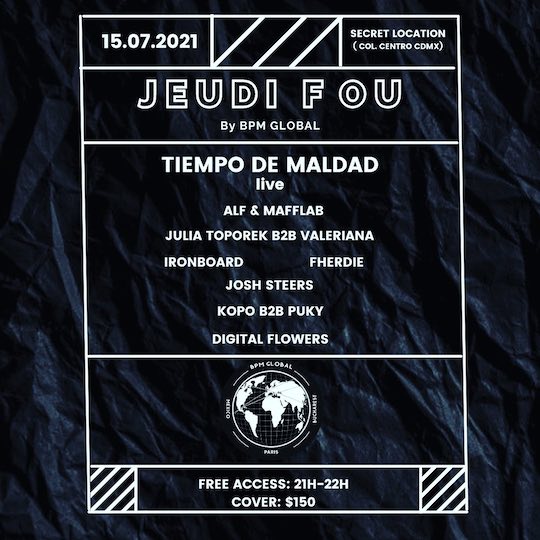 15.07.2021
SECRET LOCATION
( COL. CENTRO CDMX)
JEUDI FOU
By BPM GLOBAL
TIEMPO DE MALDAD
live
ALF & MAFFLAB
JULIA TOPOREK B2B VALERIANA
IRONBOARD FHERDIE
JOSH STEERS
KOPO B2B PUKY
DIGITAL FLOWERS
BPM GLOBAL
MEXICO
BUCHAREST
PARIS
FREE ACCESS: 21H-22H
COVER: $150